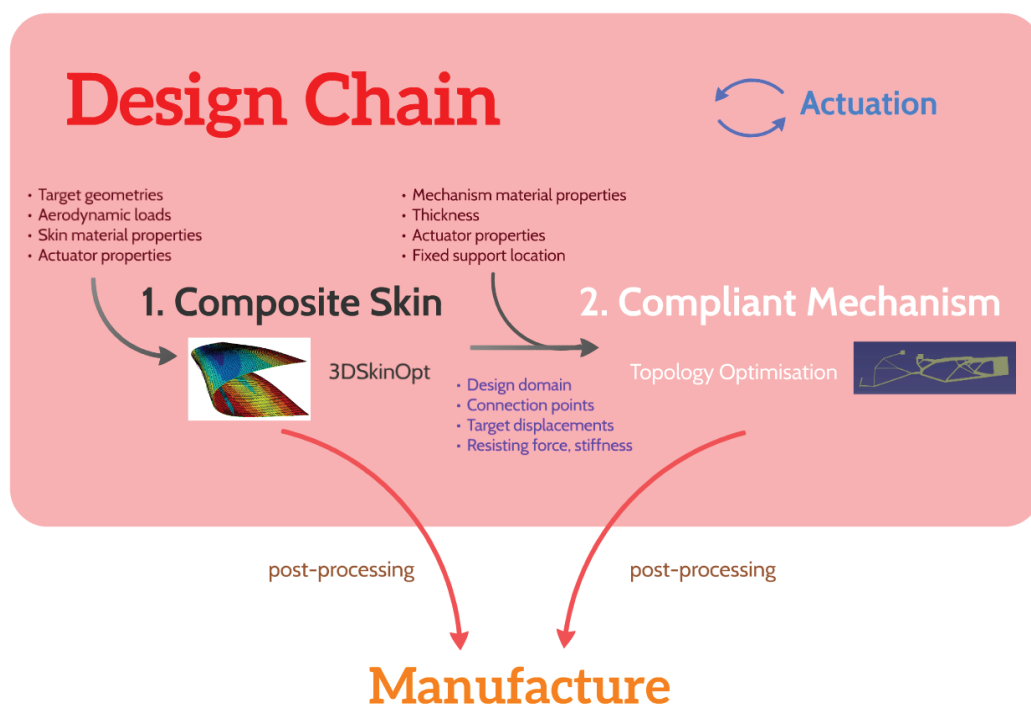 Design Chain
Actuation
• Target geometries
• Aerodynamic loads
• Skin material properties
• Actuator properties
• Mechanism material properties
• Thickness
• Actuator properties
• Fixed support location
1. Composite Skin
2. Compliant Mechanism
3DSkinOpt
Topology Optimisation
• Design domain
• Connection points
• Target displacements
• Resisting force, stiffness
post-processing
post-processing
Manufacture